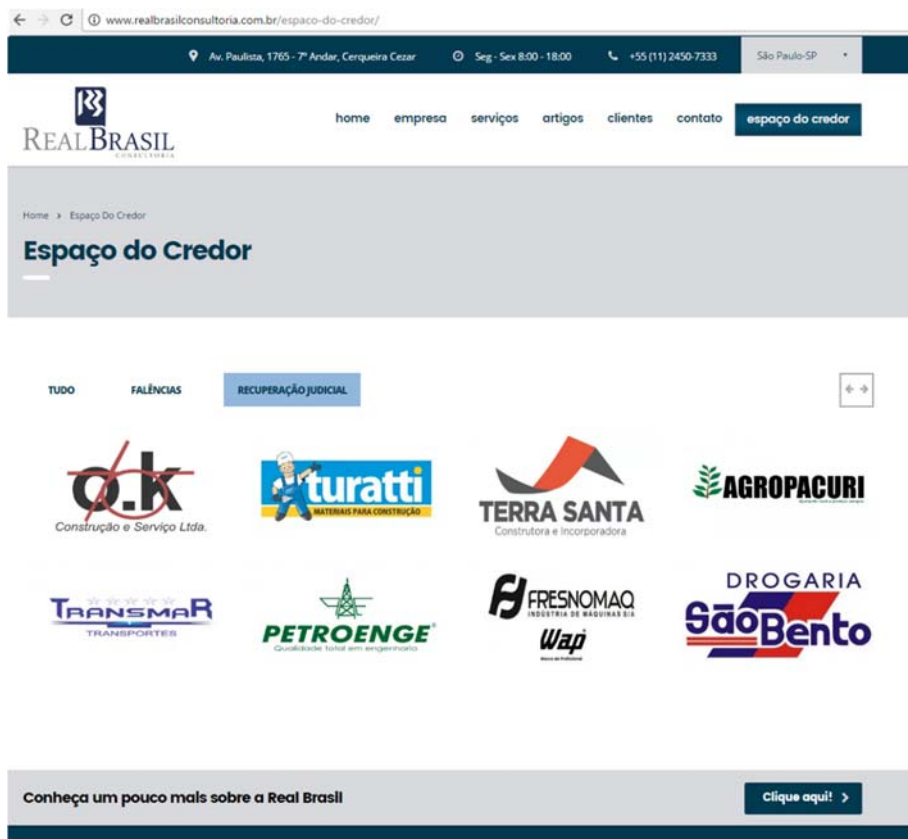 www.realbrasilconsultoria.com.br/espaco-do-credor/
Av. Paulista, 1765 - 7º Andar, Cerqueira Cezar Seg - Sex 8:00 - 18:00 +55 (11) 2450-7333 São Paulo-SP
REAL BRASIL
CONSULTORIA
home empresa serviços artigos clientes contato espaço do credor
Home > Espaço Do Credor
Espaço do Credor
TUDO FALÊNCIAS RECUPERAÇÃO JUDICIAL
o.k
Construção e Serviço Ltda.
turatti
MATERIAIS PARA CONSTRUÇÃO
TERRA SANTA
Construtora e Incorporadora
AGROPACURI
TRANSMAR
TRANSPORTES
PETROENGE
Qualidade total em engenharia
FRESNOMAQ
INDÚSTRIA DE MÁQUINAS S/A
Wap
DROGARIA
São Bento
Conheça um pouco mais sobre a Real Brasil
Clique aqui!